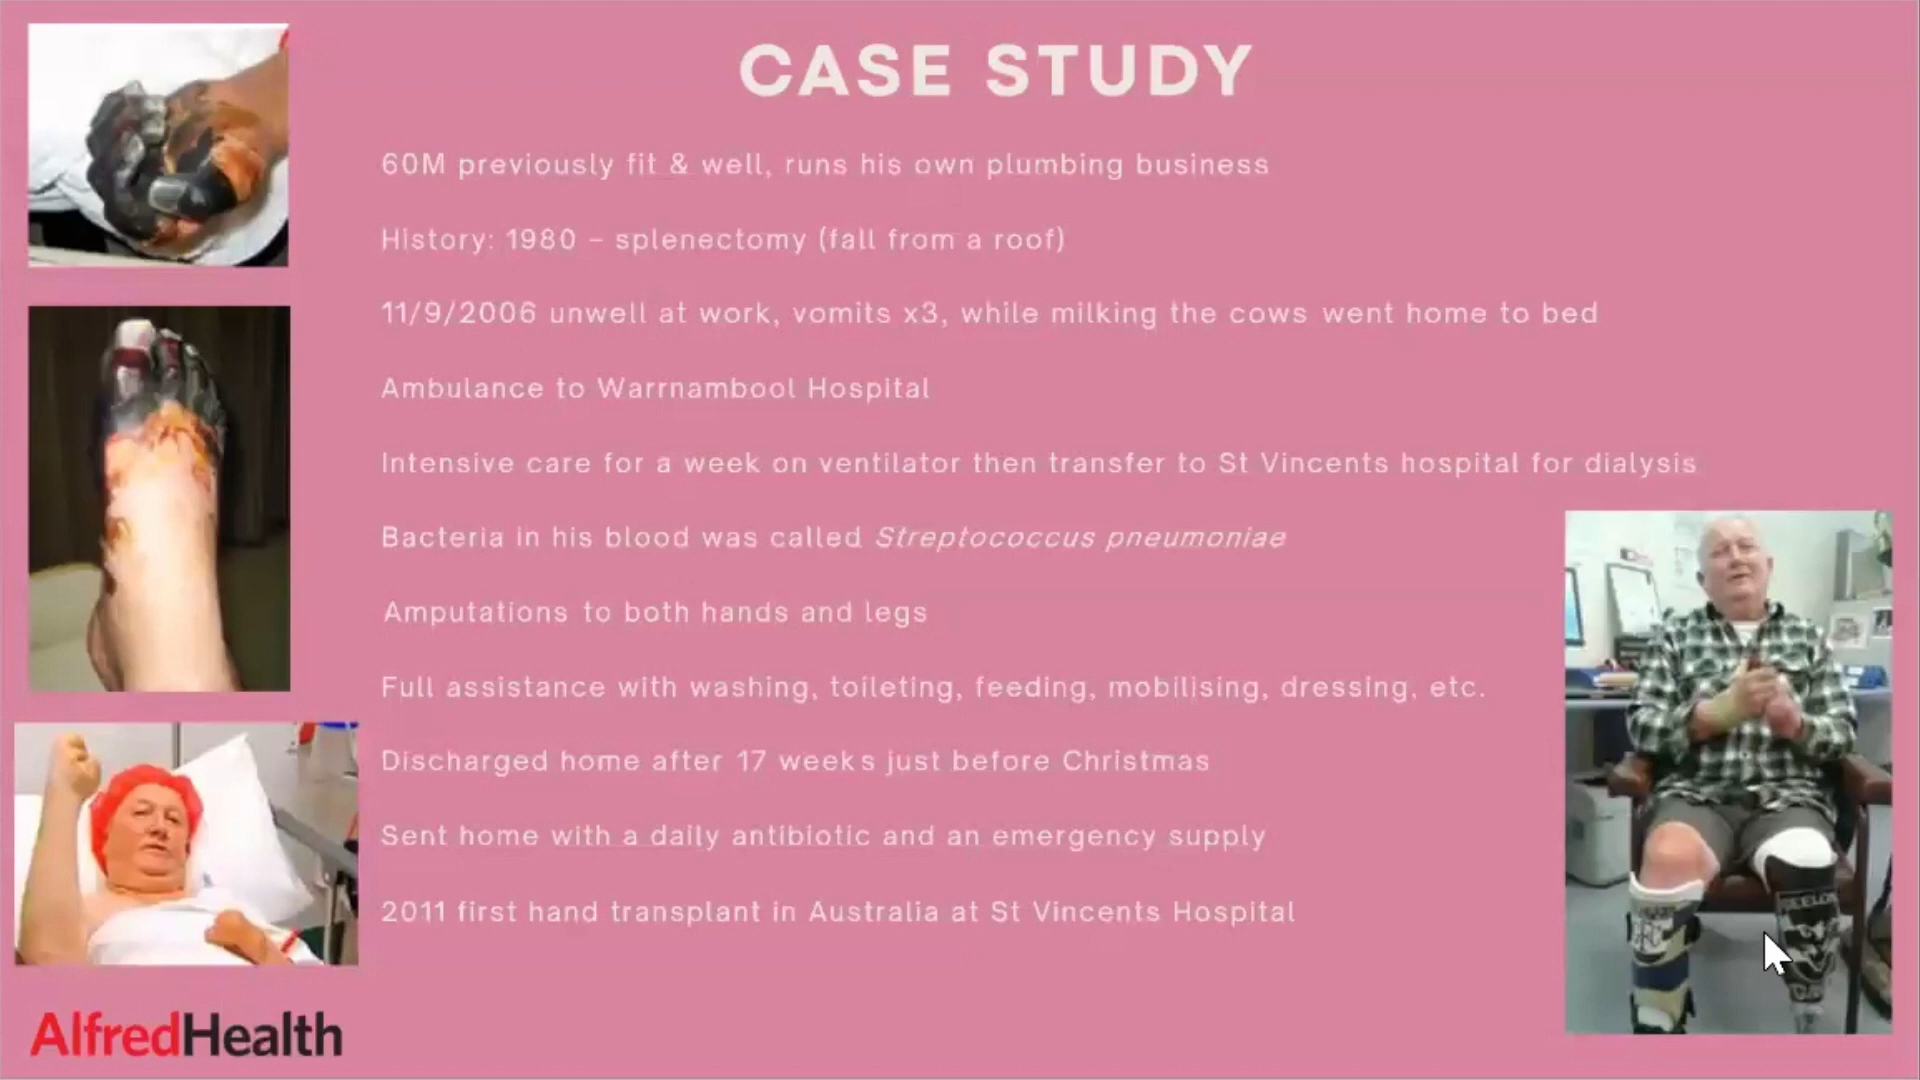 CASE STUDY
60M previously fit & well, runs his own plumbing business
History: 1980 – splenectomy (fall from a roof)
11/9/2006 unwell at work, vomits x3, while milking the cows went home to bed
Ambulance to Warrnambool Hospital
Intensive care for a week on ventilator then transfer to St Vincents hospital for dialysis
Bacteria in his blood was called Streptococcus pneumoniae
Amputations to both hands and legs
Full assistance with washing, toileting, feeding, mobilising, dressing, etc.
Discharged home after 17 weeks just before Christmas
Sent home with a daily antibiotic and an emergency supply
2011 first hand transplant in Australia at St Vincents Hospital
AlfredHealth